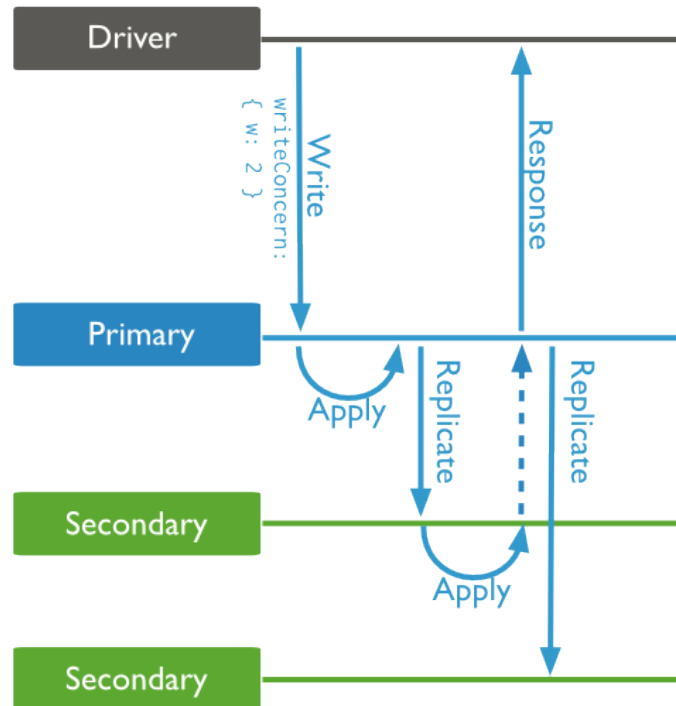 Driver
Write
writeConcern:
{ w: 2 }
Response
Primary
Apply
Replicate
Replicate
Secondary
Apply
Secondary